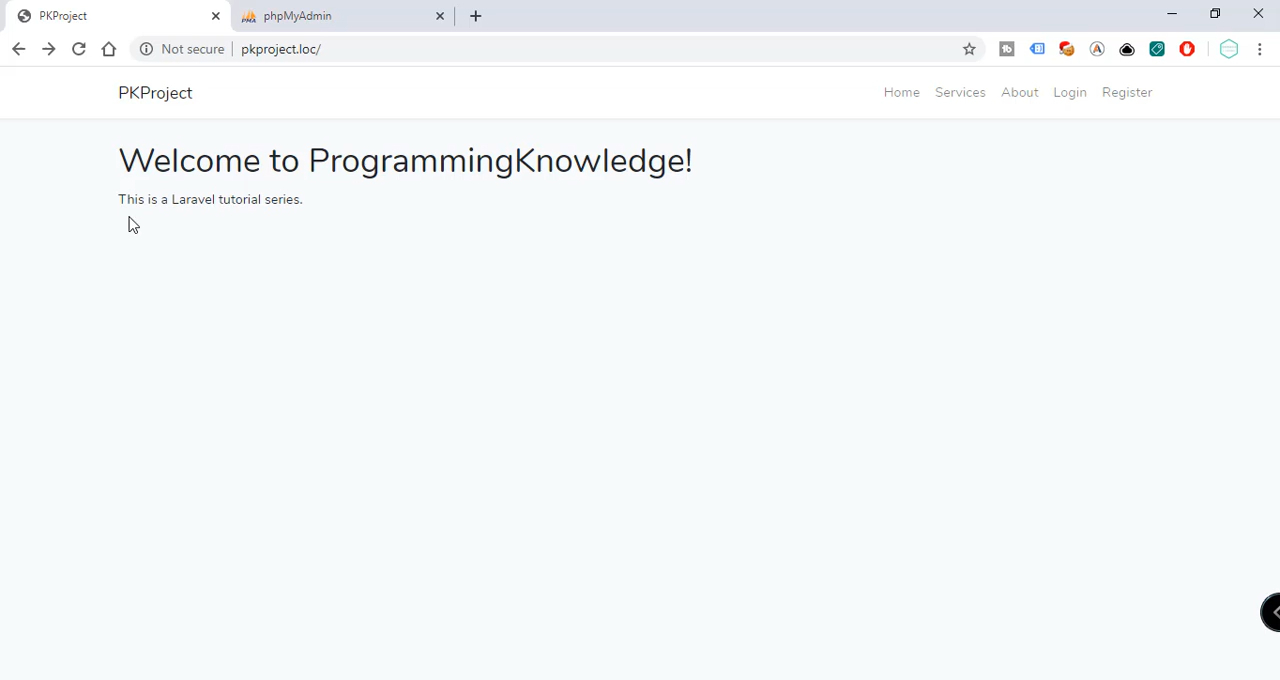 PKProject
phpMyAdmin
Not secure
pkproject.loc/
PKProject
Home
Services
About
Login
Register
Welcome to ProgrammingKnowledge!
This is a Laravel tutorial series.